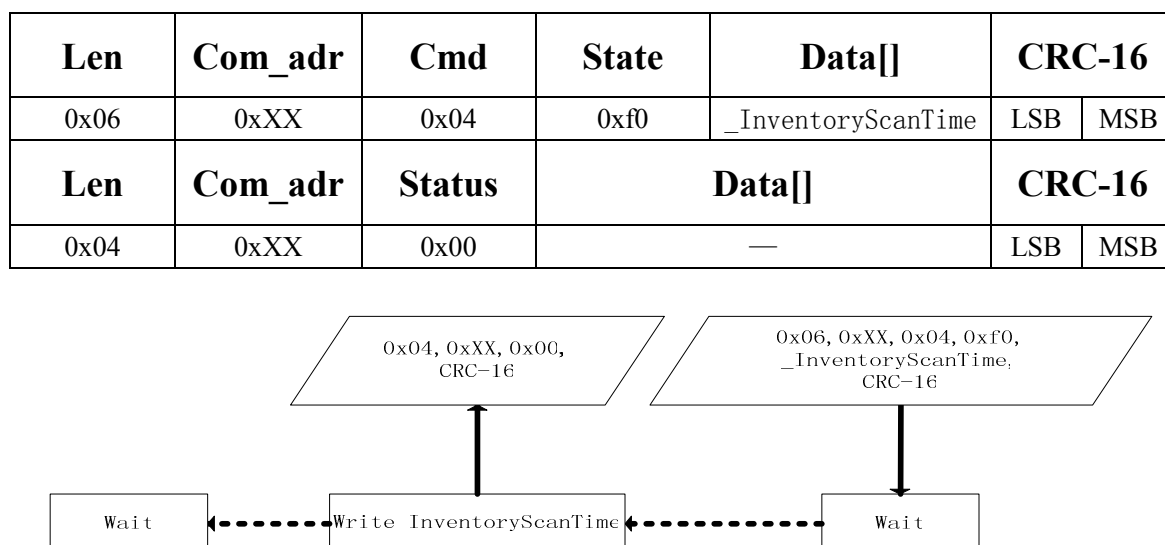 Len Com_adr Cmd State Data[] CRC-16
0x06 0xXX 0x04 0xf0 _InventoryScanTime LSB MSB
Len Com_adr Status Data[] CRC-16
0x04 0xXX 0x00 — LSB MSB
0x04, 0xXX, 0x00,
CRC-16
0x06, 0xXX, 0x04, 0xf0,
_InventoryScanTime,
CRC-16
Wait
Write InventoryScanTime
Wait